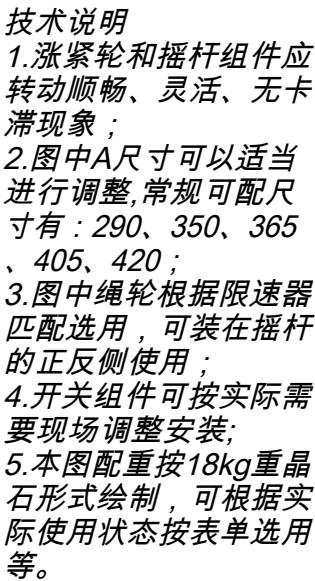 技术说明
1.涨紧轮和摇杆组件应
转动顺畅、灵活、无卡
滞现象；
2.图中A尺寸可以适当
进行调整,常规可配尺
寸有：290、350、365
、405、420；
3.图中绳轮根据限速器
匹配选用，可装在摇杆
的正反侧使用；
4.开关组件可按实际需
要现场调整安装;
5.本图配重按18kg重晶
石形式绘制，可根据实
际使用状态按表单选用
等。